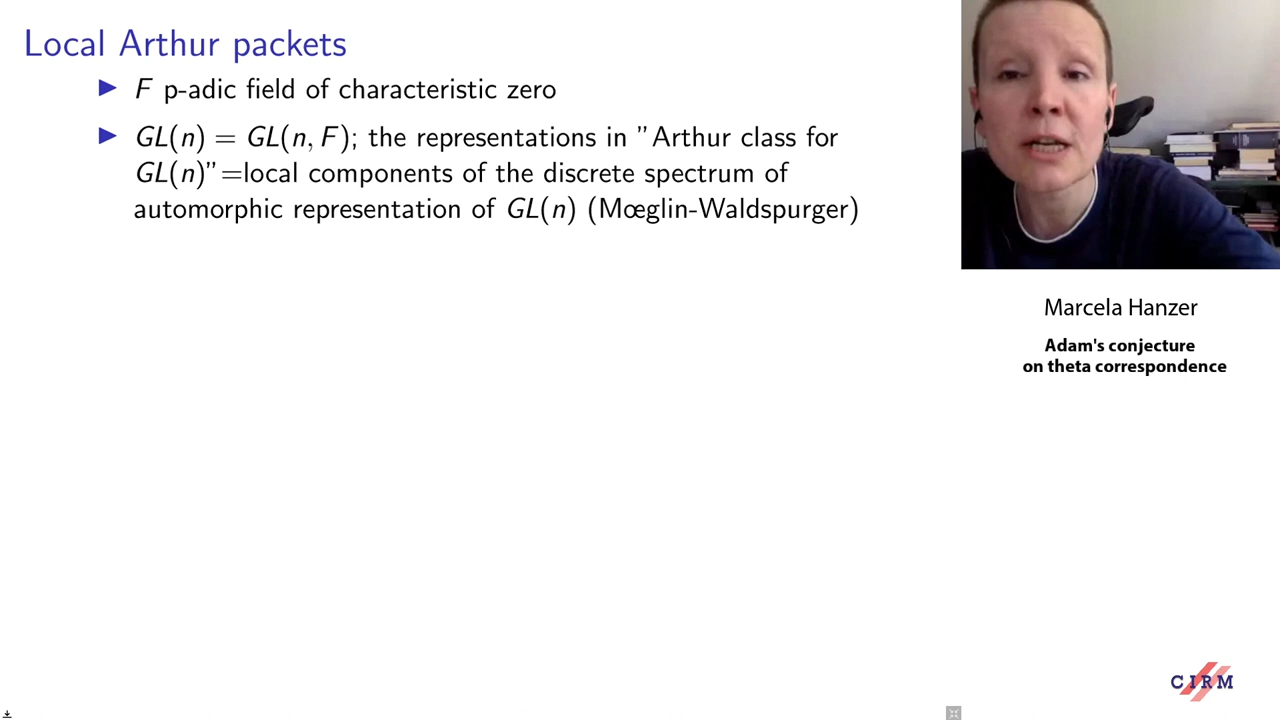 Local Arthur packets
▶ F p-adic field of characteristic zero
▶ GL(n) = GL(n, F); the representations in "Arthur class for
GL(n)"=local components of the discrete spectrum of
automorphic representation of GL(n) (Mœglin-Waldspurger)
Marcela Hanzer
Adam's conjecture
on theta correspondence
CIRM